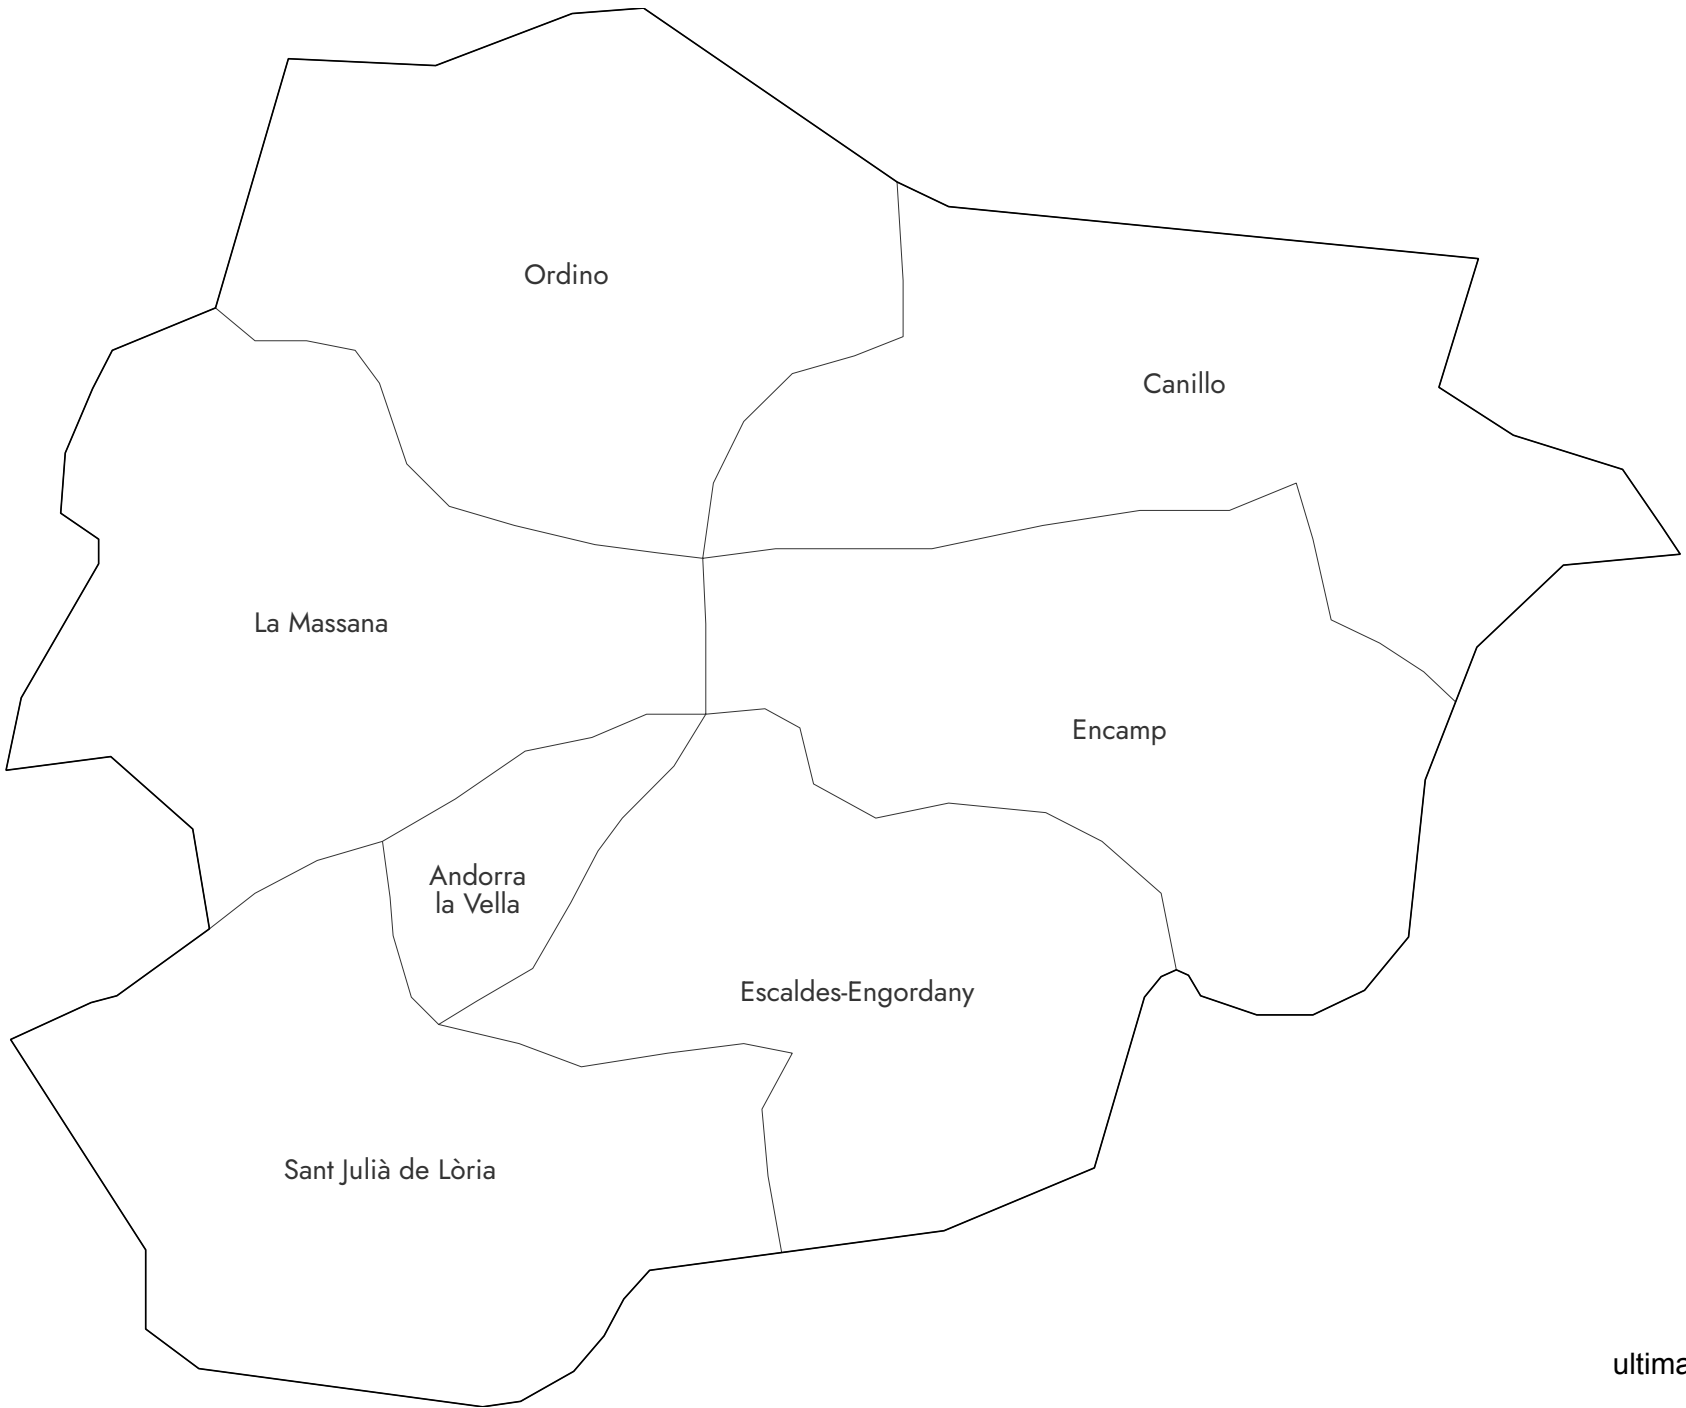 Ordino
Canillo
La Massana
Encamp
Andorra
la Vella
Escaldes-Engordany
Sant Julià de Lòria
ultima